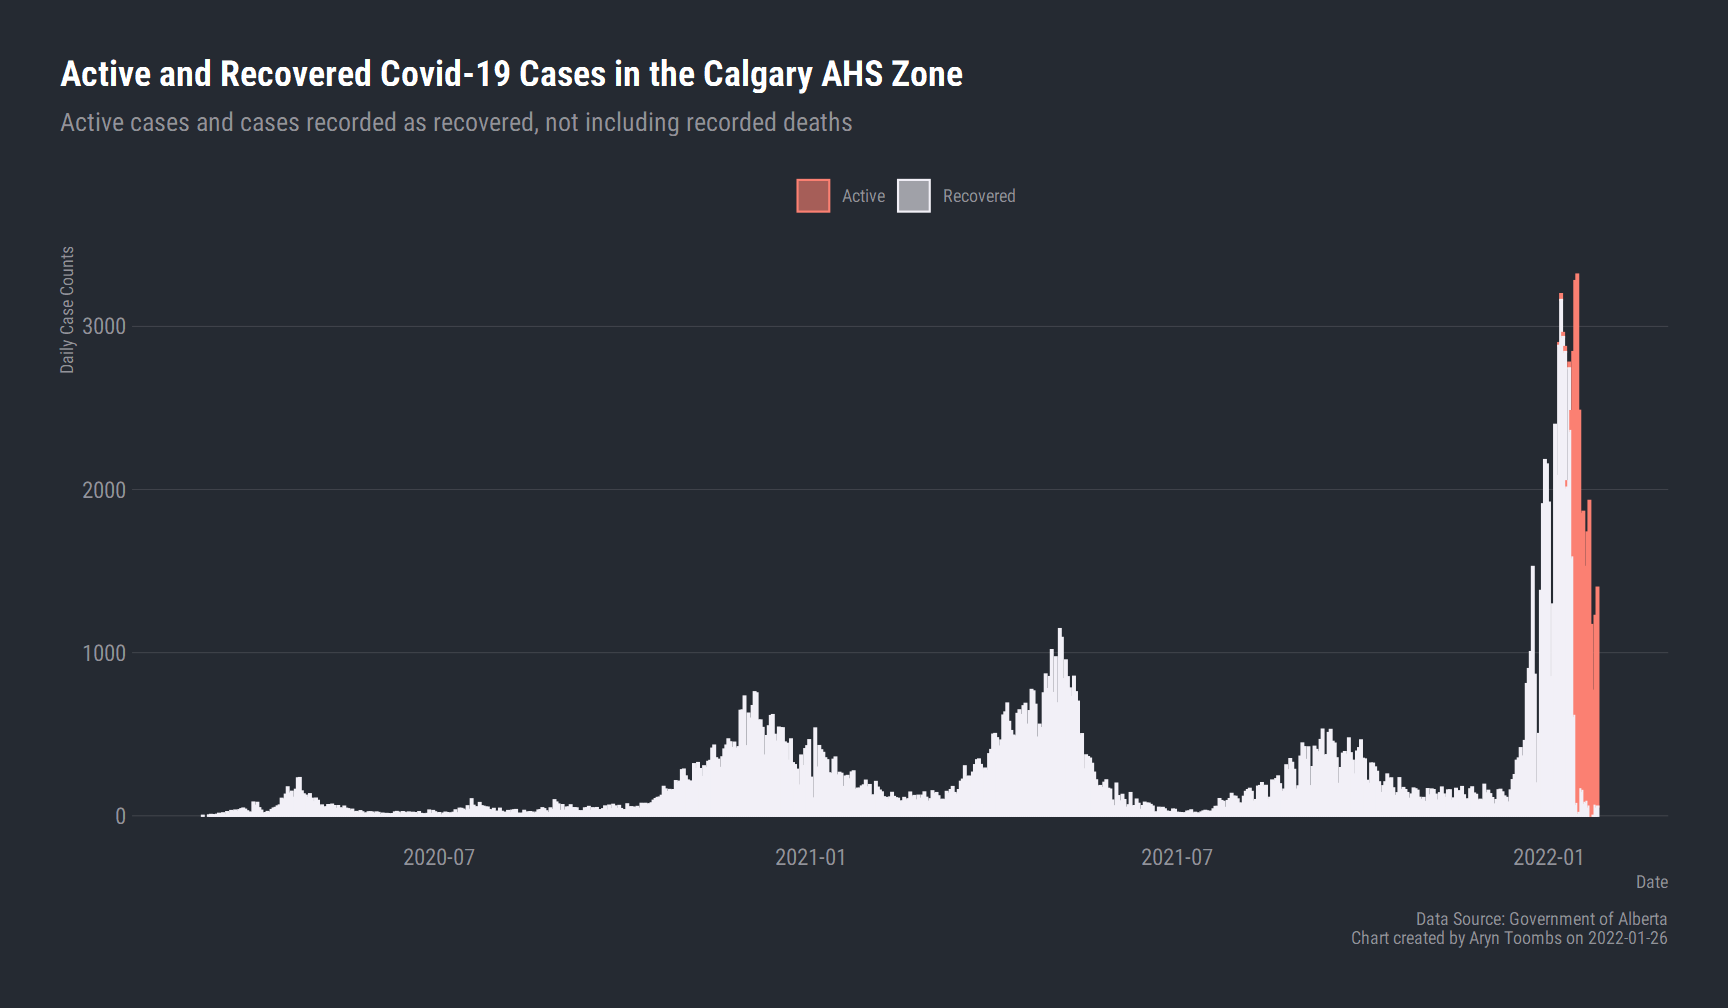 Active and Recovered Covid-19 Cases in the Calgary AHS Zone
Active cases and cases recorded as recovered, not including recorded deaths
Active
Recovered
Daily Case Counts
3000
2000
1000
0
2020-07
2021-01
2021-07
2022-01
Date
Data Source: Government of Alberta
Chart created by Aryn Toombs on 2022-01-26